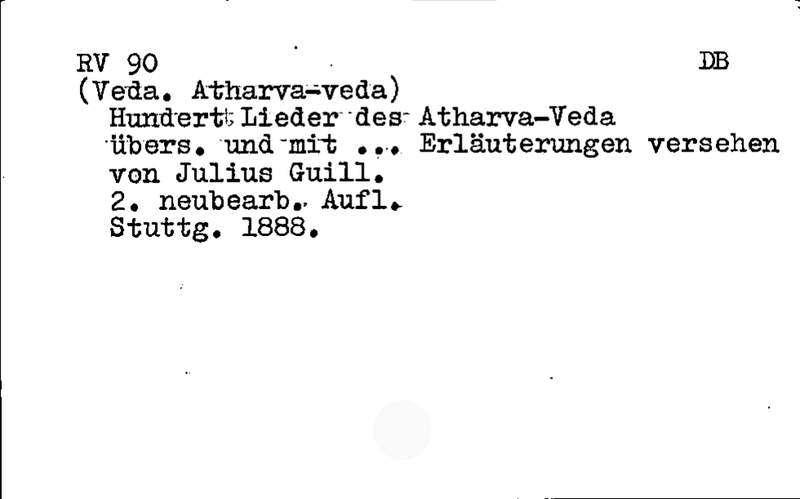 RV 90 DB
(Veda. Atharva-veda)
Hundert Lieder des Atharva-Veda
übers. und mit ... Erläuterungen versehen
von Julius Guill.
2. neubearb. Aufl.
Stuttg. 1888.